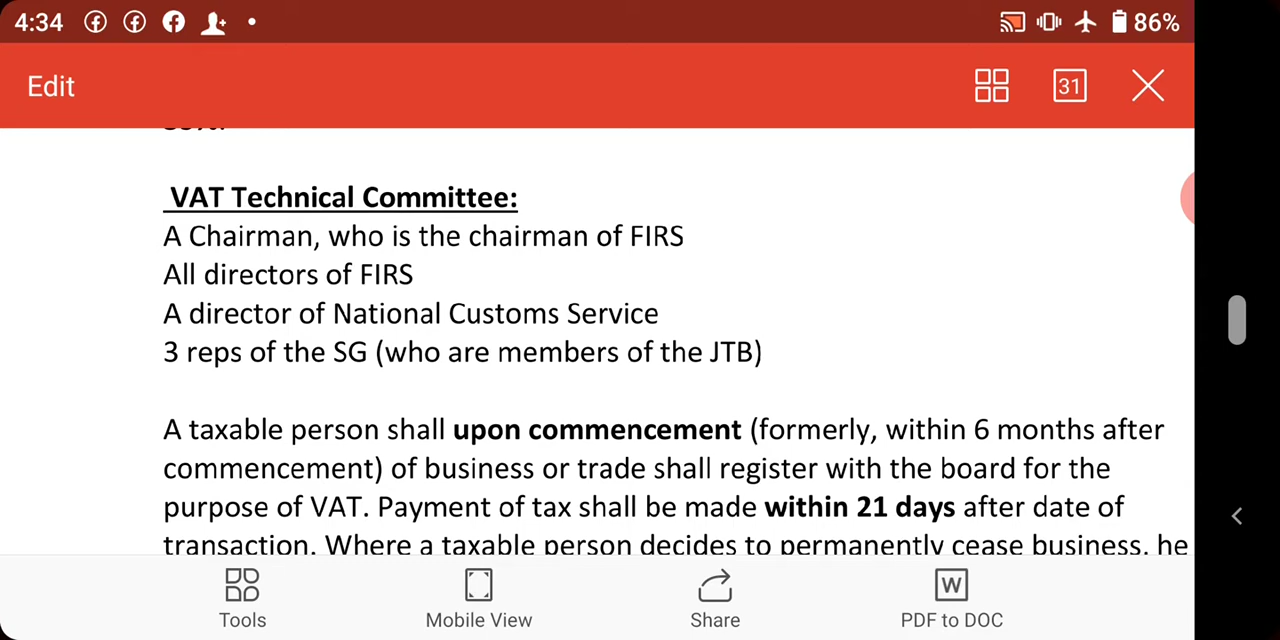 4:34
86%
Edit
31
VAT Technical Committee:
A Chairman, who is the chairman of FIRS
All directors of FIRS
A director of National Customs Service
3 reps of the SG (who are members of the JTB)
A taxable person shall upon commencement (formerly, within 6 months after
commencement) of business or trade shall register with the board for the
purpose of VAT. Payment of tax shall be made within 21 days after date of
transaction. Where a taxable person decides to permanently cease business, he
Tools
Mobile View
Share
W
PDF to DOC